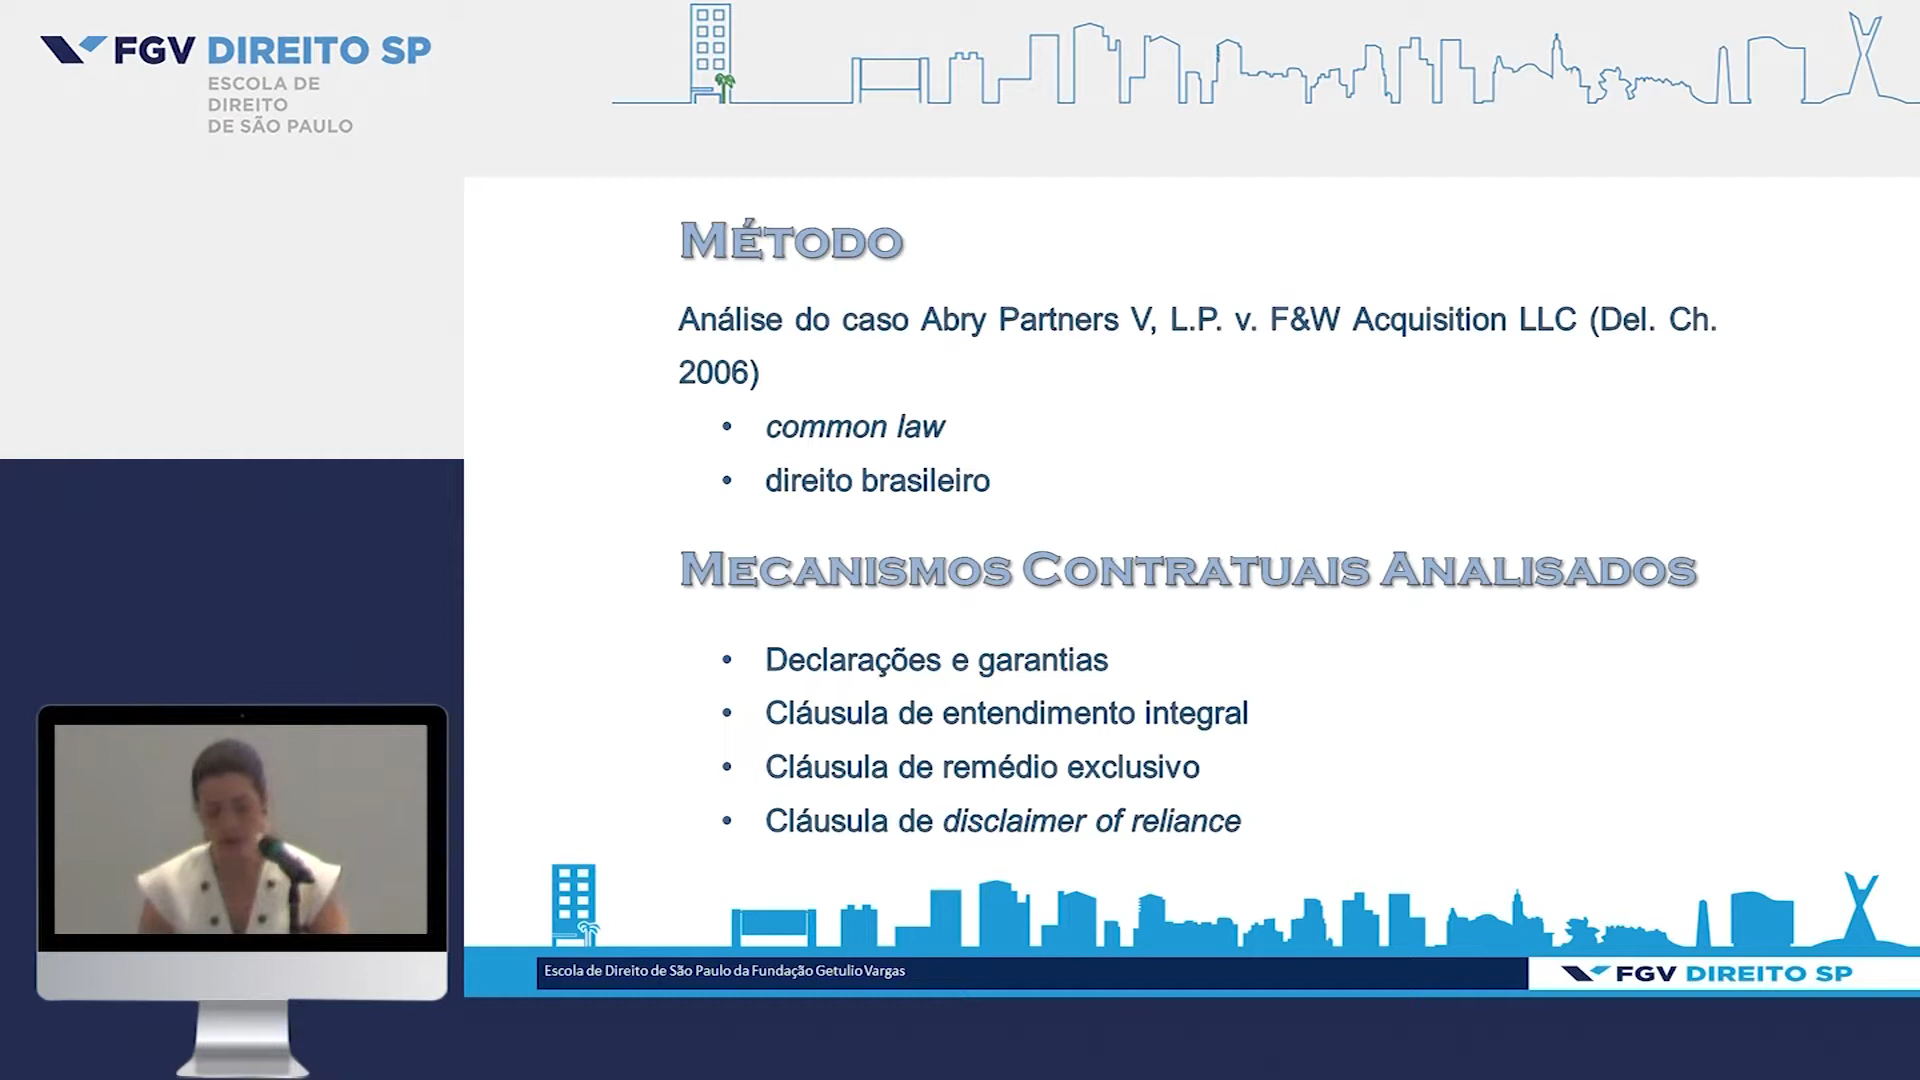 FGV DIREITO SP
ESCOLA DE
DIREITO
DE SÃO PAULO
MÉTODO
Análise do caso Abry Partners V, L.P. v. F&W Acquisition LLC (Del. Ch.
2006)
• common law
• direito brasileiro
MECANISMOS CONTRATUAIS ANALISADOS
• Declarações e garantias
• Cláusula de entendimento integral
• Cláusula de remédio exclusivo
• Cláusula de disclaimer of reliance
Escola de Direito de São Paulo da Fundação Getulio Vargas
FGV DIREITO SP